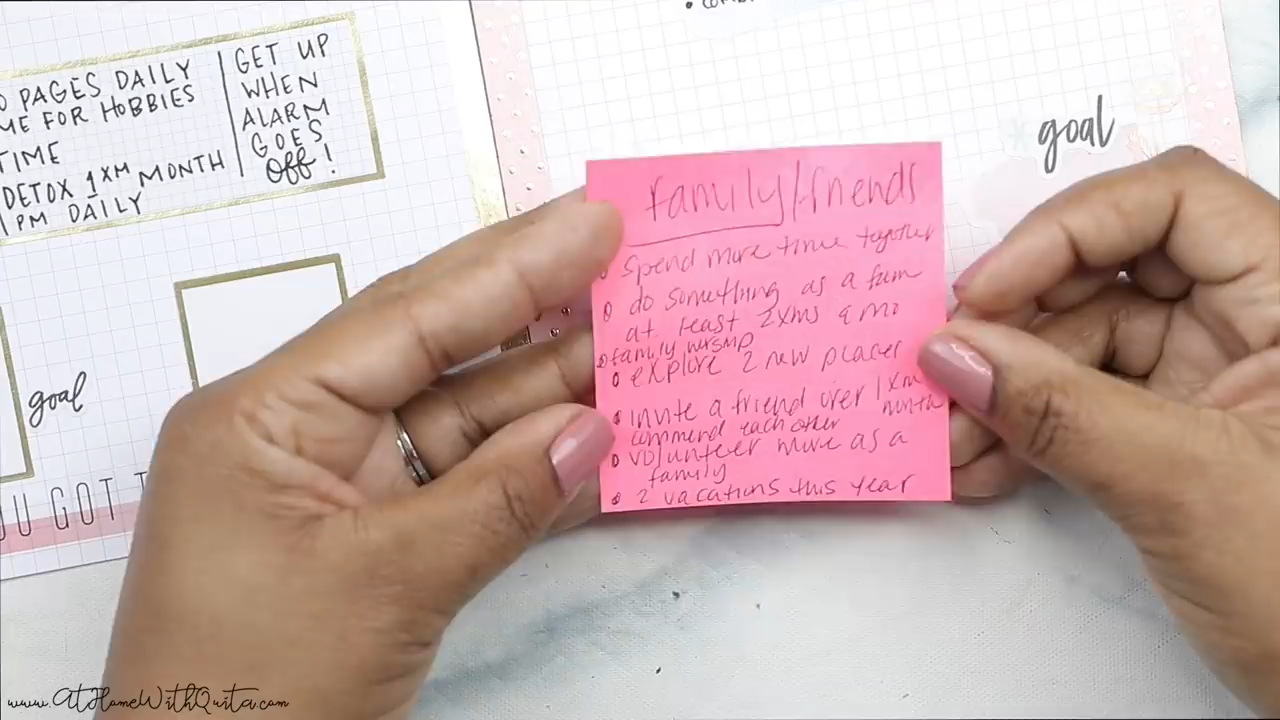 PAGES DAILY
ME FOR HOBBIES
TIME
DETOX 1XM MONTH
PM DAILY
GET UP
WHEN
ALARM
GOES
OFF!
goal
U GOT
goal
family/friends
spend more time together
do something as a fam
at least 2xms a mo
family worship
explore 2 new places
invite a friend over 1xm
month
commend each other
volunteer more as a
family
2 vacations this year
www.AtHomeWithQuita.com